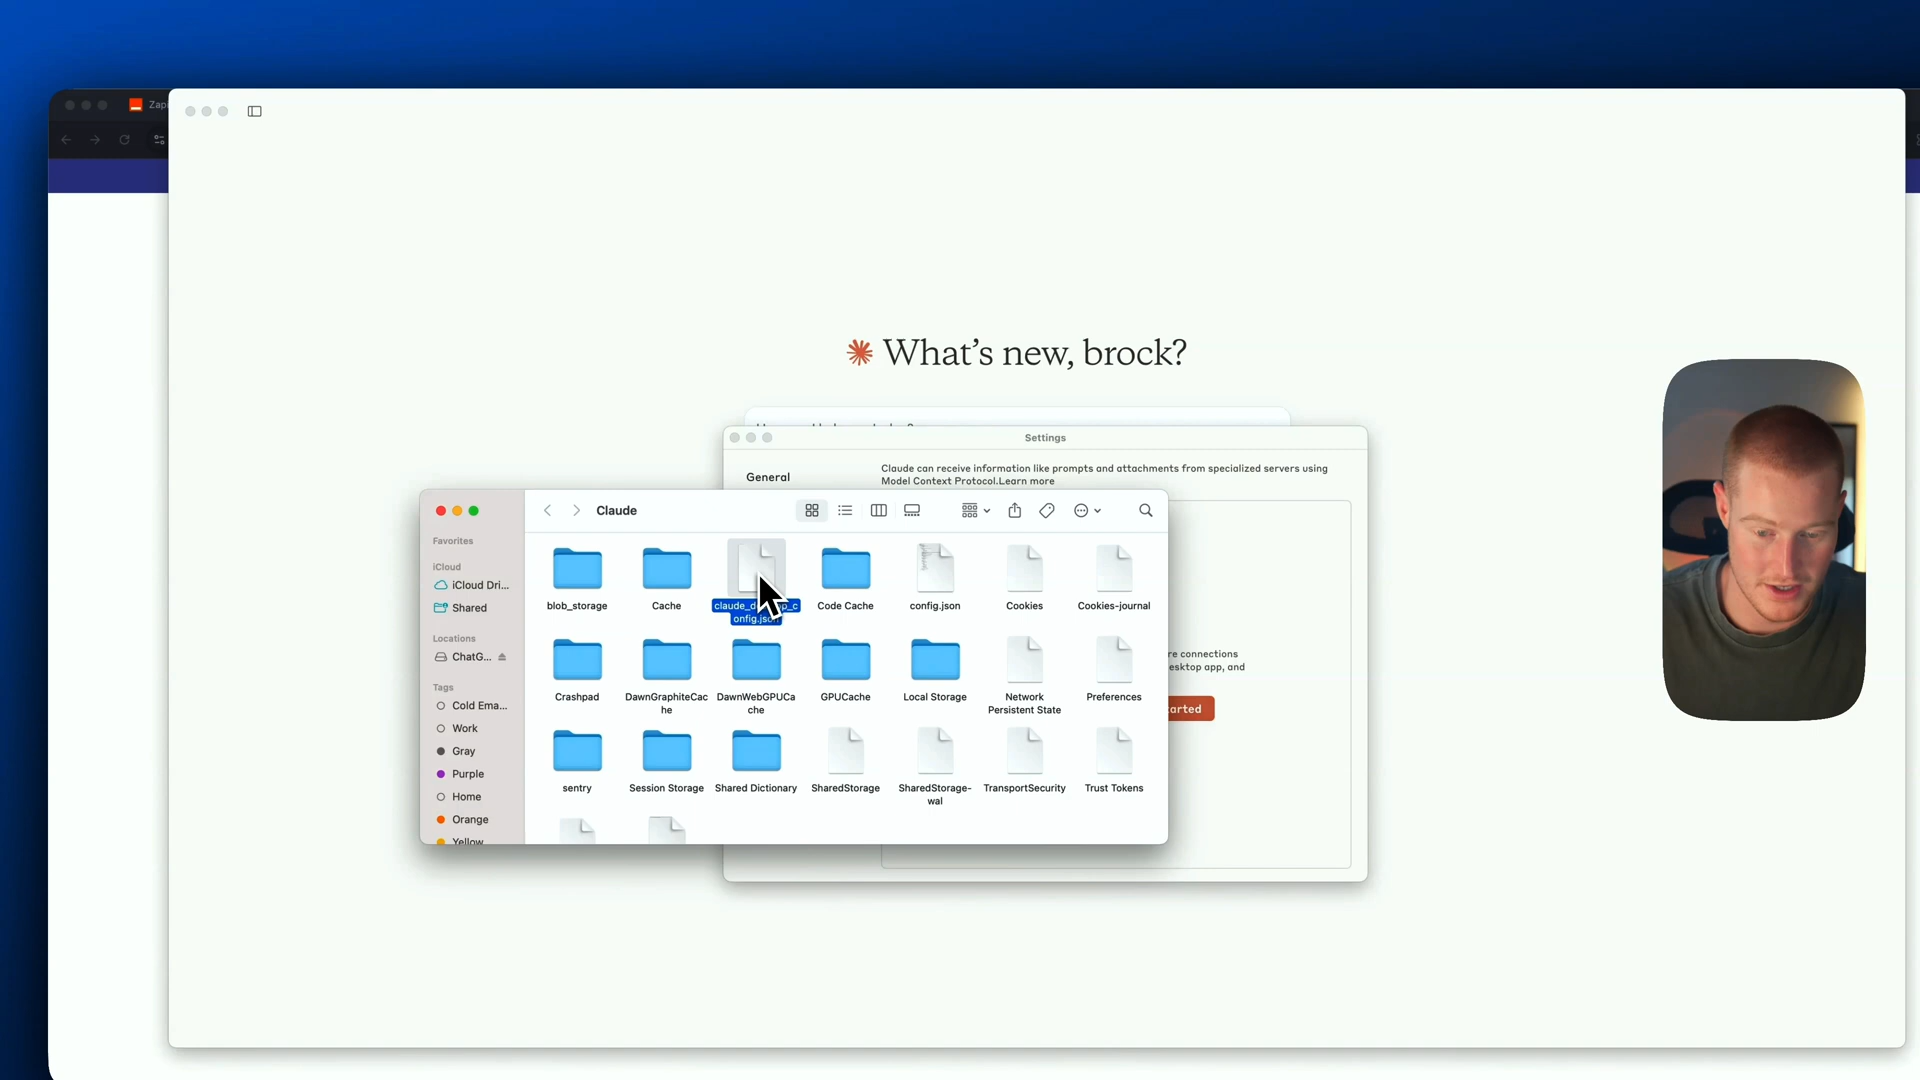 Zap
What's new, brock?
Settings
General
Claude can receive information like prompts and attachments from specialized servers using
Model Context Protocol.Learn more
Claude
Favorites
iCloud
iCloud Dri...
Shared
Locations
ChatG...
Tags
Cold Ema...
Work
Gray
Purple
Home
Orange
Yellow
blob_storage
Cache
onfig.json
Code Cache
config.json
Cookies
Cookies-journal
Crashpad
DawnGraphiteCac
he
DawnWebGPUCa
che
GPUCache
Local Storage
Network
Persistent State
Preferences
sentry
Session Storage
Shared Dictionary
SharedStorage
SharedStorage-
wal
TransportSecurity
Trust Tokens
re connections
esktop app, and
arted